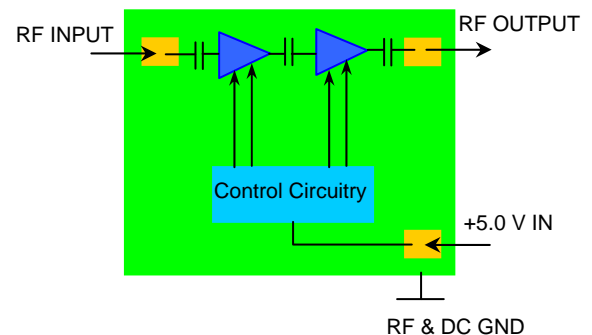 RF INPUT
RF OUTPUT
Control Circuitry
+5.0 V IN
RF & DC GND